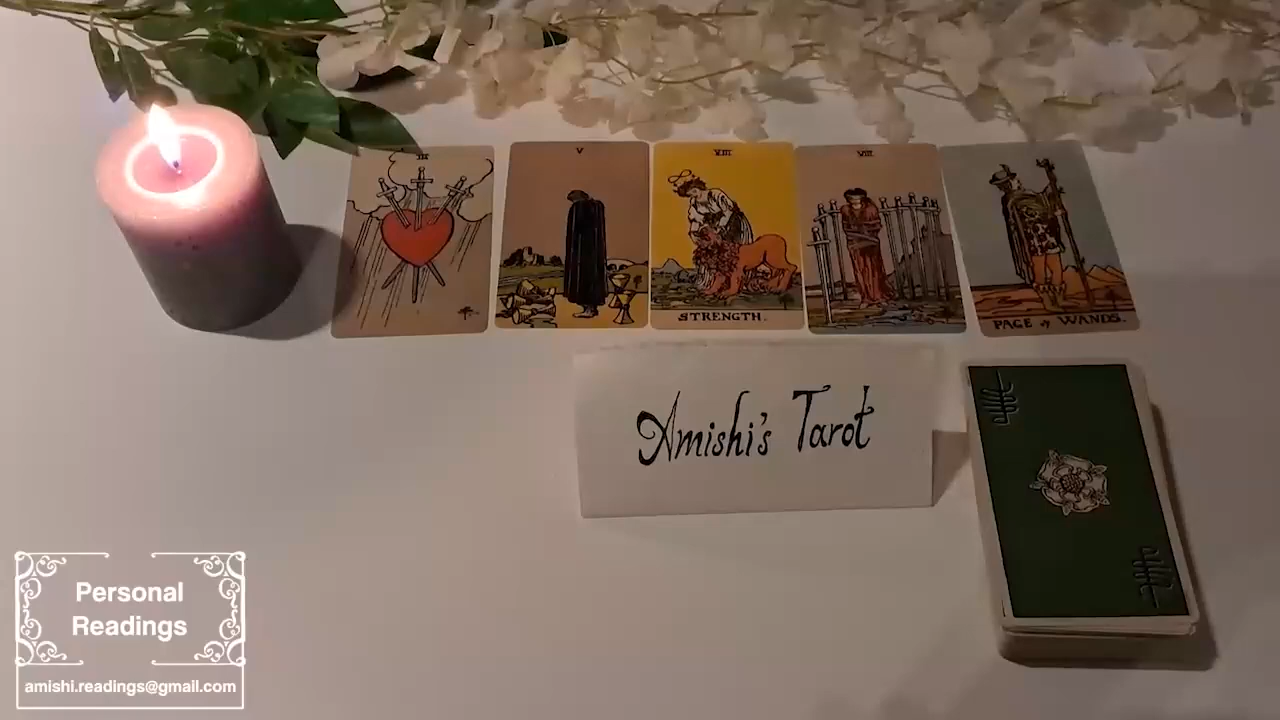 III
V
VIII
VIII
STRENGTH.
PAGE of WANDS.
Amishi's Tarot
Personal
Readings
amishi.readings@gmail.com